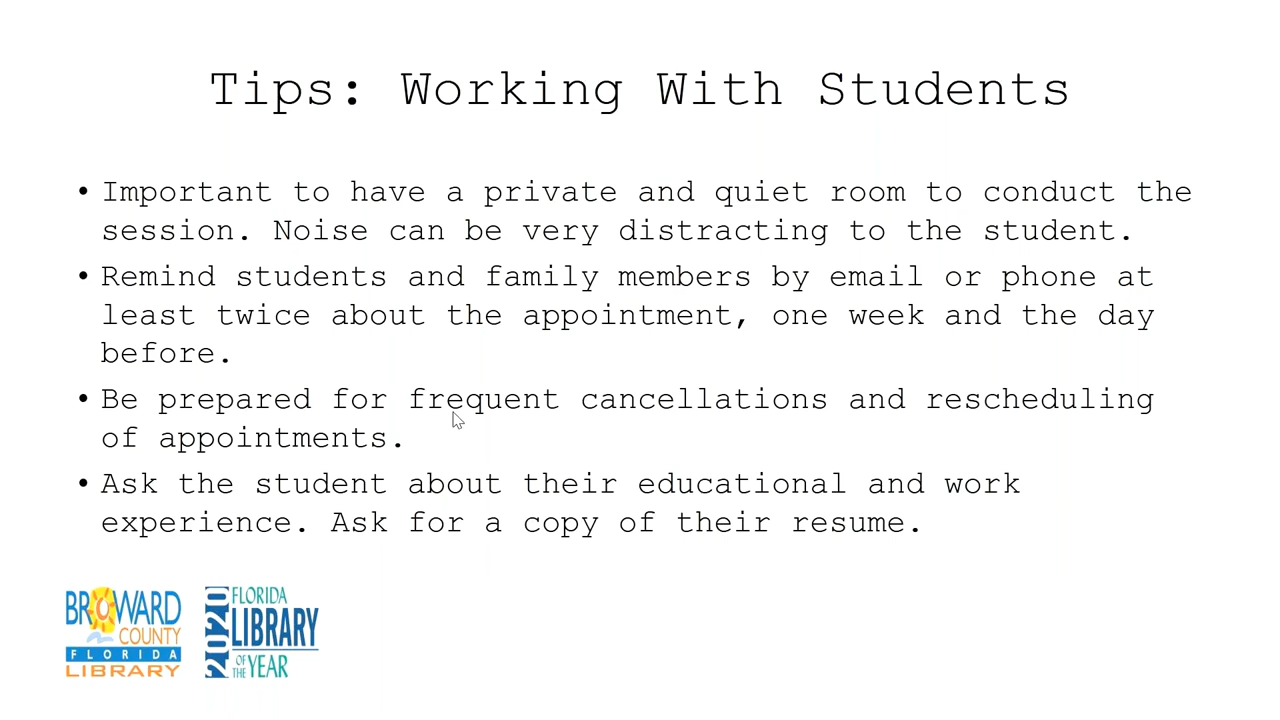 Tips: Working With Students
• Important to have a private and quiet room to conduct the
session. Noise can be very distracting to the student.
• Remind students and family members by email or phone at
least twice about the appointment, one week and the day
before.
• Be prepared for frequent cancellations and rescheduling
of appointments.
• Ask the student about their educational and work
experience. Ask for a copy of their resume.
BROWARD
COUNTY
FLORIDA
LIBRARY
2020
FLORIDA
LIBRARY
OF THE YEAR